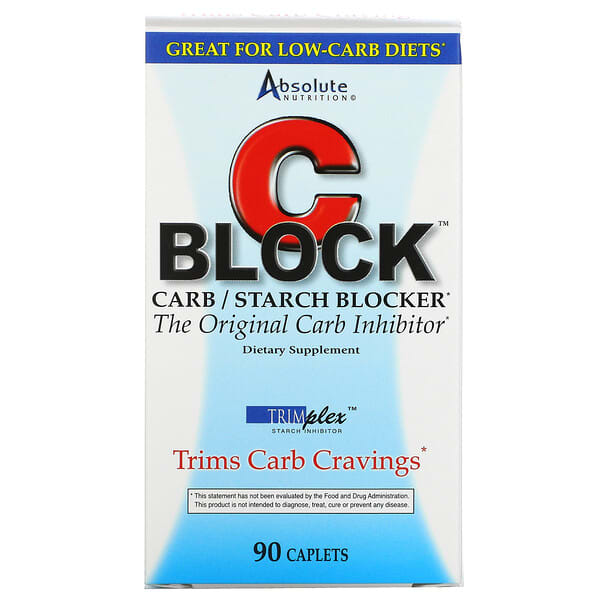 GREAT FOR LOW-CARB DIETS*
Absolute
NUTRITION©
C
BLOCK™
CARB / STARCH BLOCKER*
The Original Carb Inhibitor*
Dietary Supplement
TRIMplex™
STARCH INHIBITOR
Trims Carb Cravings*
* This statement has not been evaluated by the Food and Drug Administration.
This product is not intended to diagnose, treat, cure or prevent any disease.
90 CAPLETS